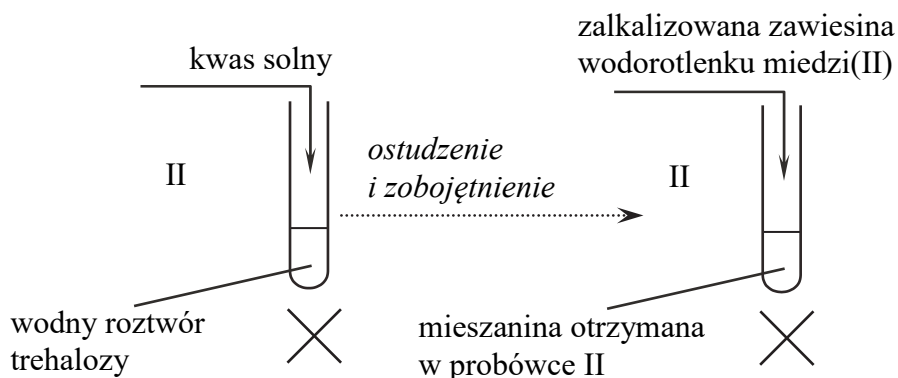 kwas solny
II
wodny roztwór
trehalozy
ostudzenie
i zobojętnienie
zalkalizowana zawiesina
wodorotlenku miedzi(II)
II
mieszanina otrzymana
w probówce II